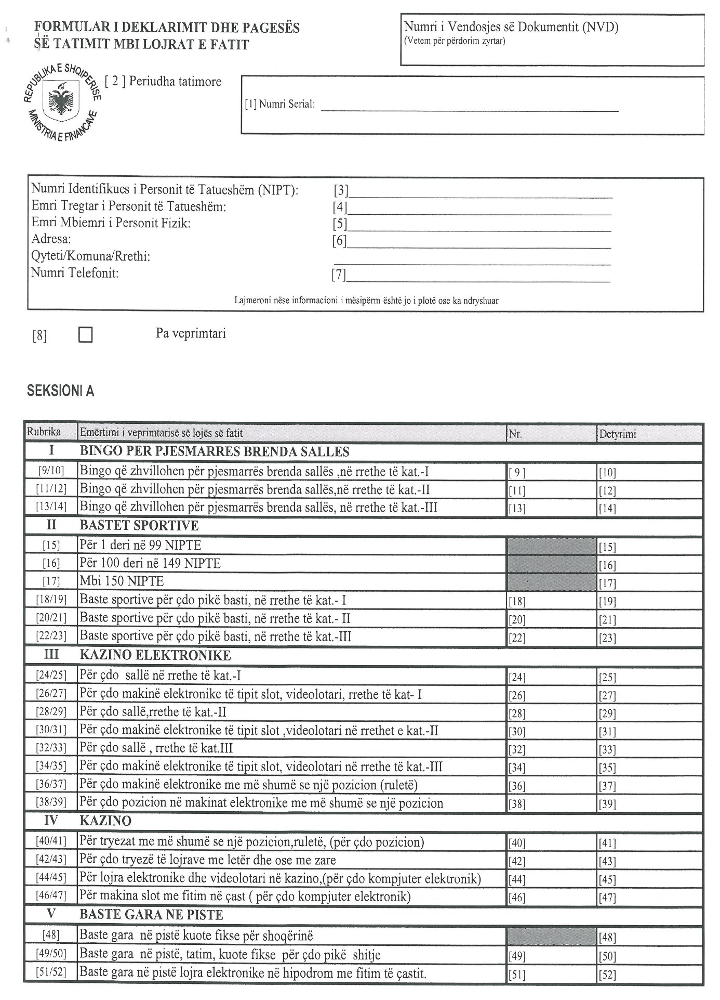 FORMULAR I DEKLARIMIT DHE PAGESËS
SË TATIMIT MBI LOJRAT E FATIT
Numri i Vendosjes së Dokumentit (NVD)
(Vetem për përdorim zyrtar)
REPUBLIKA E SHQIPERISE
MINISTRIA E FINANCAVE
[ 2 ] Periudha tatimore
[1] Numri Serial:
Numri Identifikues i Personit të Tatueshëm (NIPT): [3]
Emri Tregtar i Personit të Tatueshëm: [4]
Emri Mbiemri i Personit Fizik: [5]
Adresa: [6]
Qyteti/Komuna/Rrethi:
Numri Telefonit: [7]
Lajmeroni nëse informacioni i mësipërm është jo i plotë ose ka ndryshuar
[8] Pa veprimtari
SEKSIONI A
Rubrika Emërtimi i veprimtarisë së lojës së fatit Nr. Detyrimi
I BINGO PER PJESMARRES BRENDA SALLES
[9/10] Bingo që zhvillohen për pjesmarrës brenda sallës ,në rrethe të kat.-I [ 9 ] [10]
[11/12] Bingo që zhvillohen për pjesmarrës brenda sallës,në rrethe të kat.-II [11] [12]
[13/14] Bingo që zhvillohen për pjesmarrës brenda sallës, në rrethe të kat.-III [13] [14]
II BASTET SPORTIVE
[15] Për 1 deri në 99 NIPTE [15]
[16] Për 100 deri në 149 NIPTE [16]
[17] Mbi 150 NIPTE [17]
[18/19] Baste sportive për çdo pikë basti, në rrethe të kat.- I [18] [19]
[20/21] Baste sportive për çdo pikë basti, në rrethe të kat.- II [20] [21]
[22/23] Baste sportive për çdo pikë basti, në rrethe të kat.-III [22] [23]
III KAZINO ELEKTRONIKE
[24/25] Për çdo sallë në rrethe të kat.-I [24] [25]
[26/27] Për çdo makinë elektronike të tipit slot, videolotari, rrethe të kat- I [26] [27]
[28/29] Për çdo sallë,rrethe të kat.-II [28] [29]
[30/31] Për çdo makinë elektronike të tipit slot ,videolotari në rrethet e kat.-II [30] [31]
[32/33] Për çdo sallë , rrethe të kat.III [32] [33]
[34/35] Për çdo makinë elektronike të tipit slot, videolotari në rrethe të kat.-III [34] [35]
[36/37] Për çdo makinë elektronike me më shumë se një pozicion (ruletë) [36] [37]
[38/39] Për çdo pozicion në makinat elektronike me më shumë se një pozicion [38] [39]
IV KAZINO
[40/41] Për tryezat me më shumë se një pozicion,ruletë, (për çdo pozicion) [40] [41]
[42/43] Për çdo tryezë të lojrave me letër dhe ose me zare [42] [43]
[44/45] Për lojra elektronike dhe videolotari në kazino,(për çdo kompjuter elektronik) [44] [45]
[46/47] Për makina slot me fitim në çast ( për çdo kompjuter elektronik) [46] [47]
V BASTE GARA NE PISTE
[48] Baste gara në pistë kuote fikse për shoqërinë [48]
[49/50] Baste gara në pistë, tatim, kuote fikse për çdo pikë shitje [49] [50]
[51/52] Baste gara në pistë lojra elektronike në hipodrom me fitim të çastit. [51] [52]